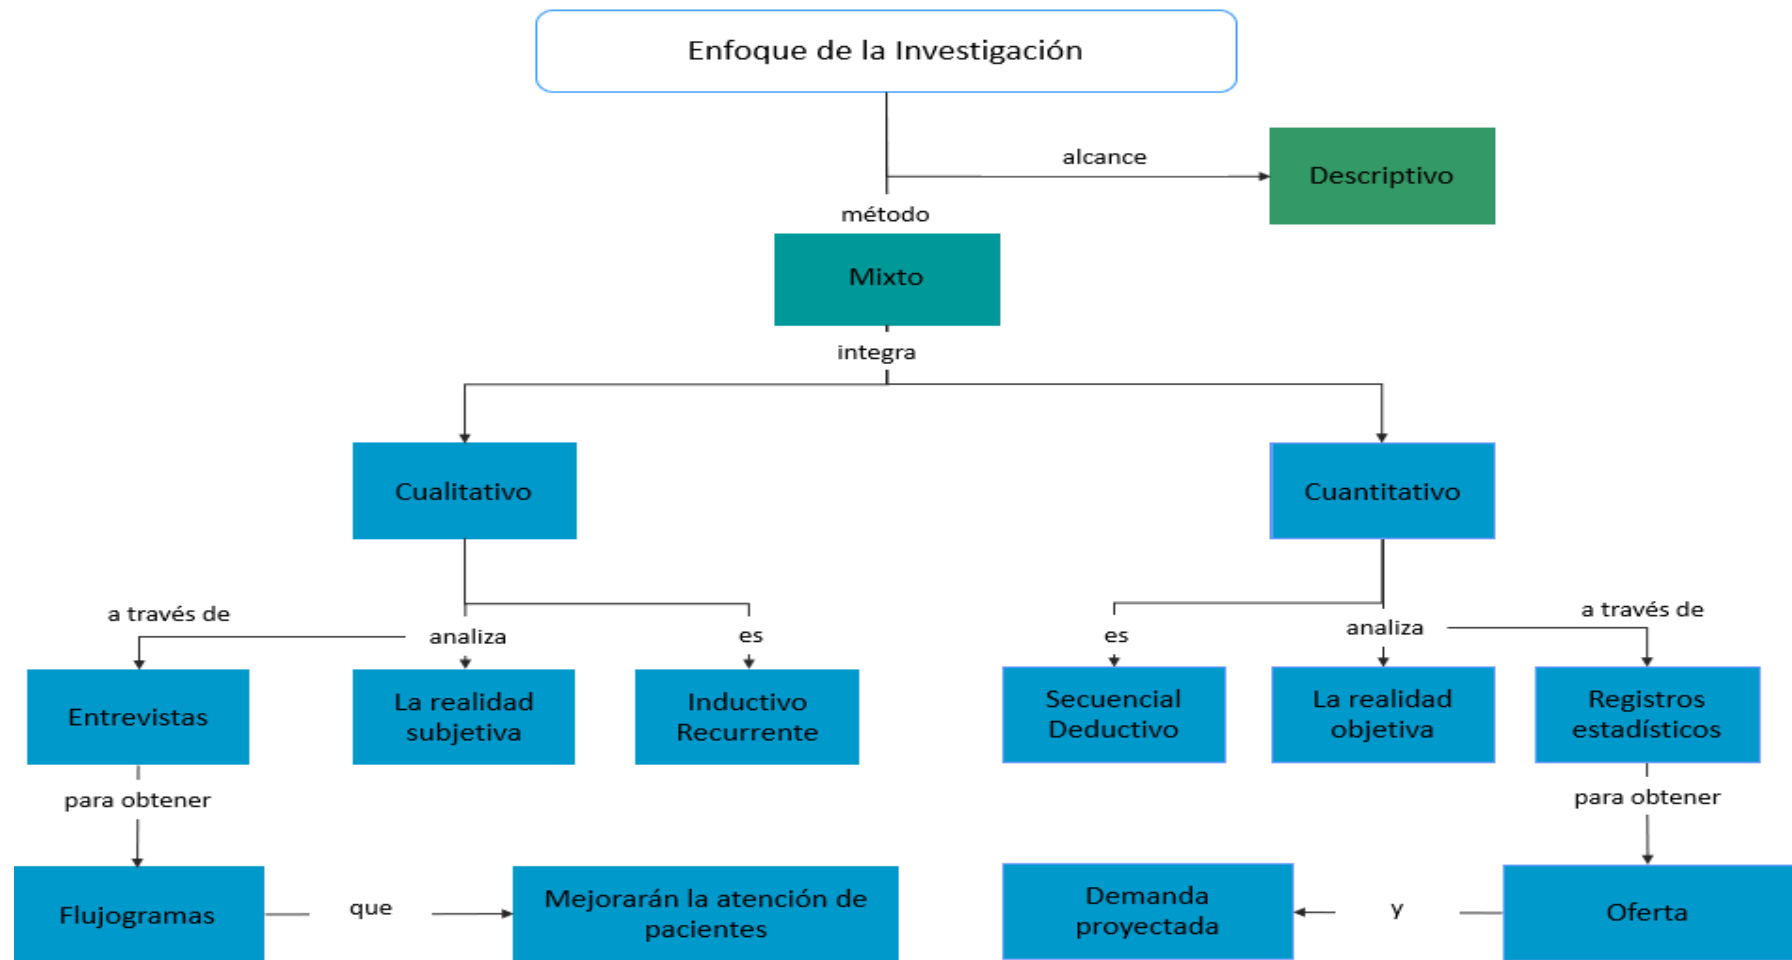 Enfoque de la Investigación
alcance
Descriptivo
método
Mixto
integra
Cualitativo
Cuantitativo
a través de
analiza
es
es
analiza
a través de
Entrevistas
La realidad
subjetiva
Inductivo
Recurrente
Secuencial
Deductivo
La realidad
objetiva
Registros
estadísticos
para obtener
para obtener
Flujogramas
que
Mejorarán la atención de
pacientes
Demanda
proyectada
y
Oferta